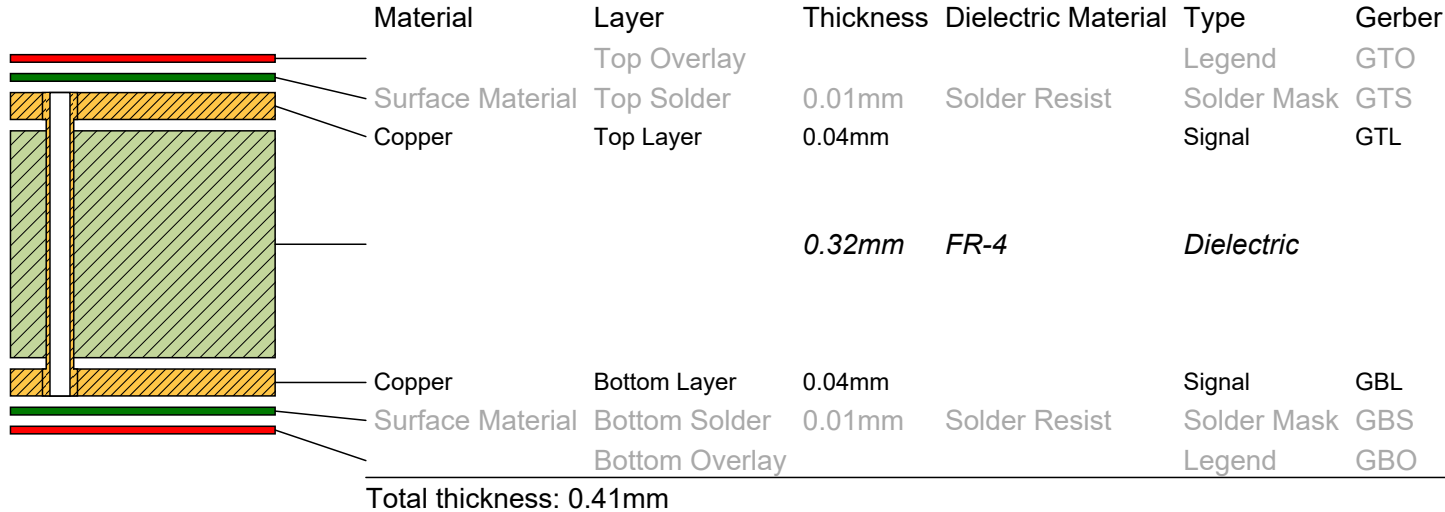 Material Layer Thickness Dielectric Material Type Gerber
Top Overlay Legend GTO
Surface Material Top Solder 0.01mm Solder Resist Solder Mask GTS
Copper Top Layer 0.04mm Signal GTL
0.32mm FR-4 Dielectric
Copper Bottom Layer 0.04mm Signal GBL
Surface Material Bottom Solder 0.01mm Solder Resist Solder Mask GBS
Bottom Overlay Legend GBO
Total thickness: 0.41mm